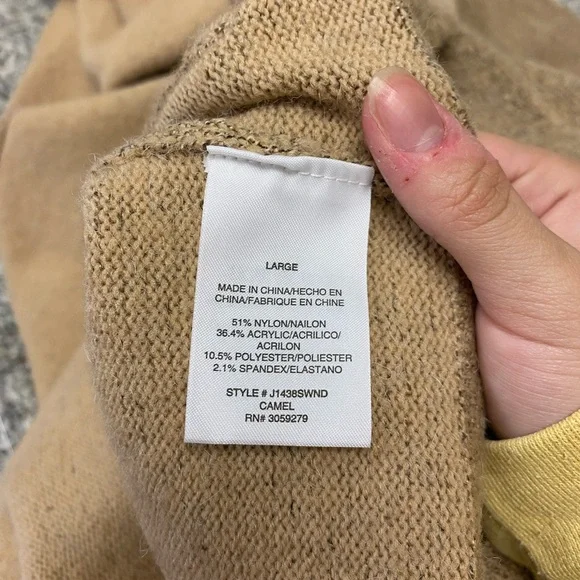 LARGE
MADE IN CHINA/HECHO EN
CHINA/FABRIQUE EN CHINE
51% NYLON/NAILON
36.4% ACRYLIC/ACRILICO/
ACRILON
10.5% POLYESTER/POLIESTER
2.1% SPANDEX/ELASTANO
STYLE # J1438SWND
CAMEL
RN# 3059279